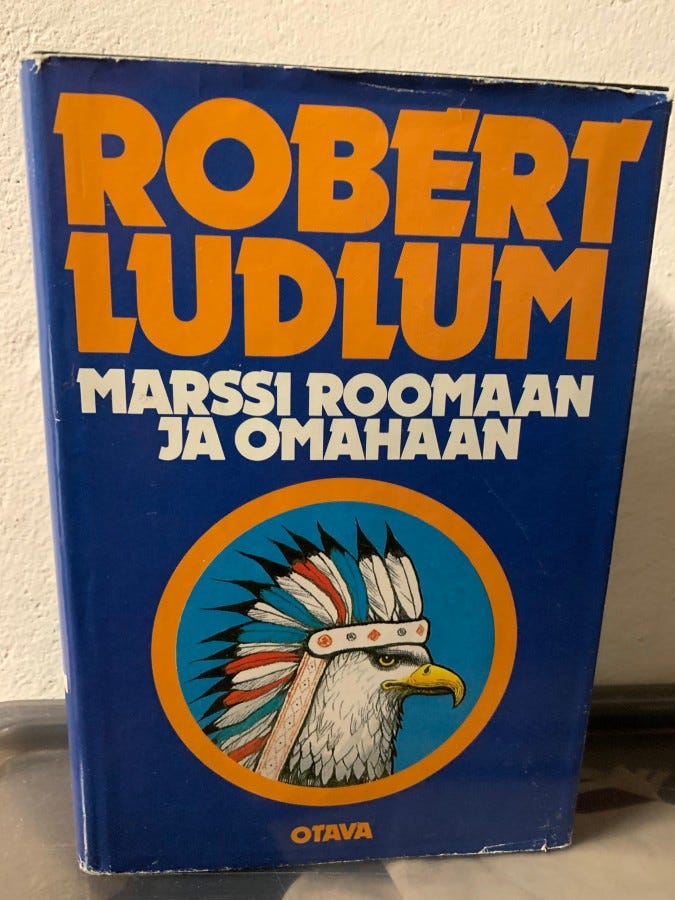 ROBERT
LUDLUM
MARSSI ROOMAAN
JA OMAHAAN
OTAVA